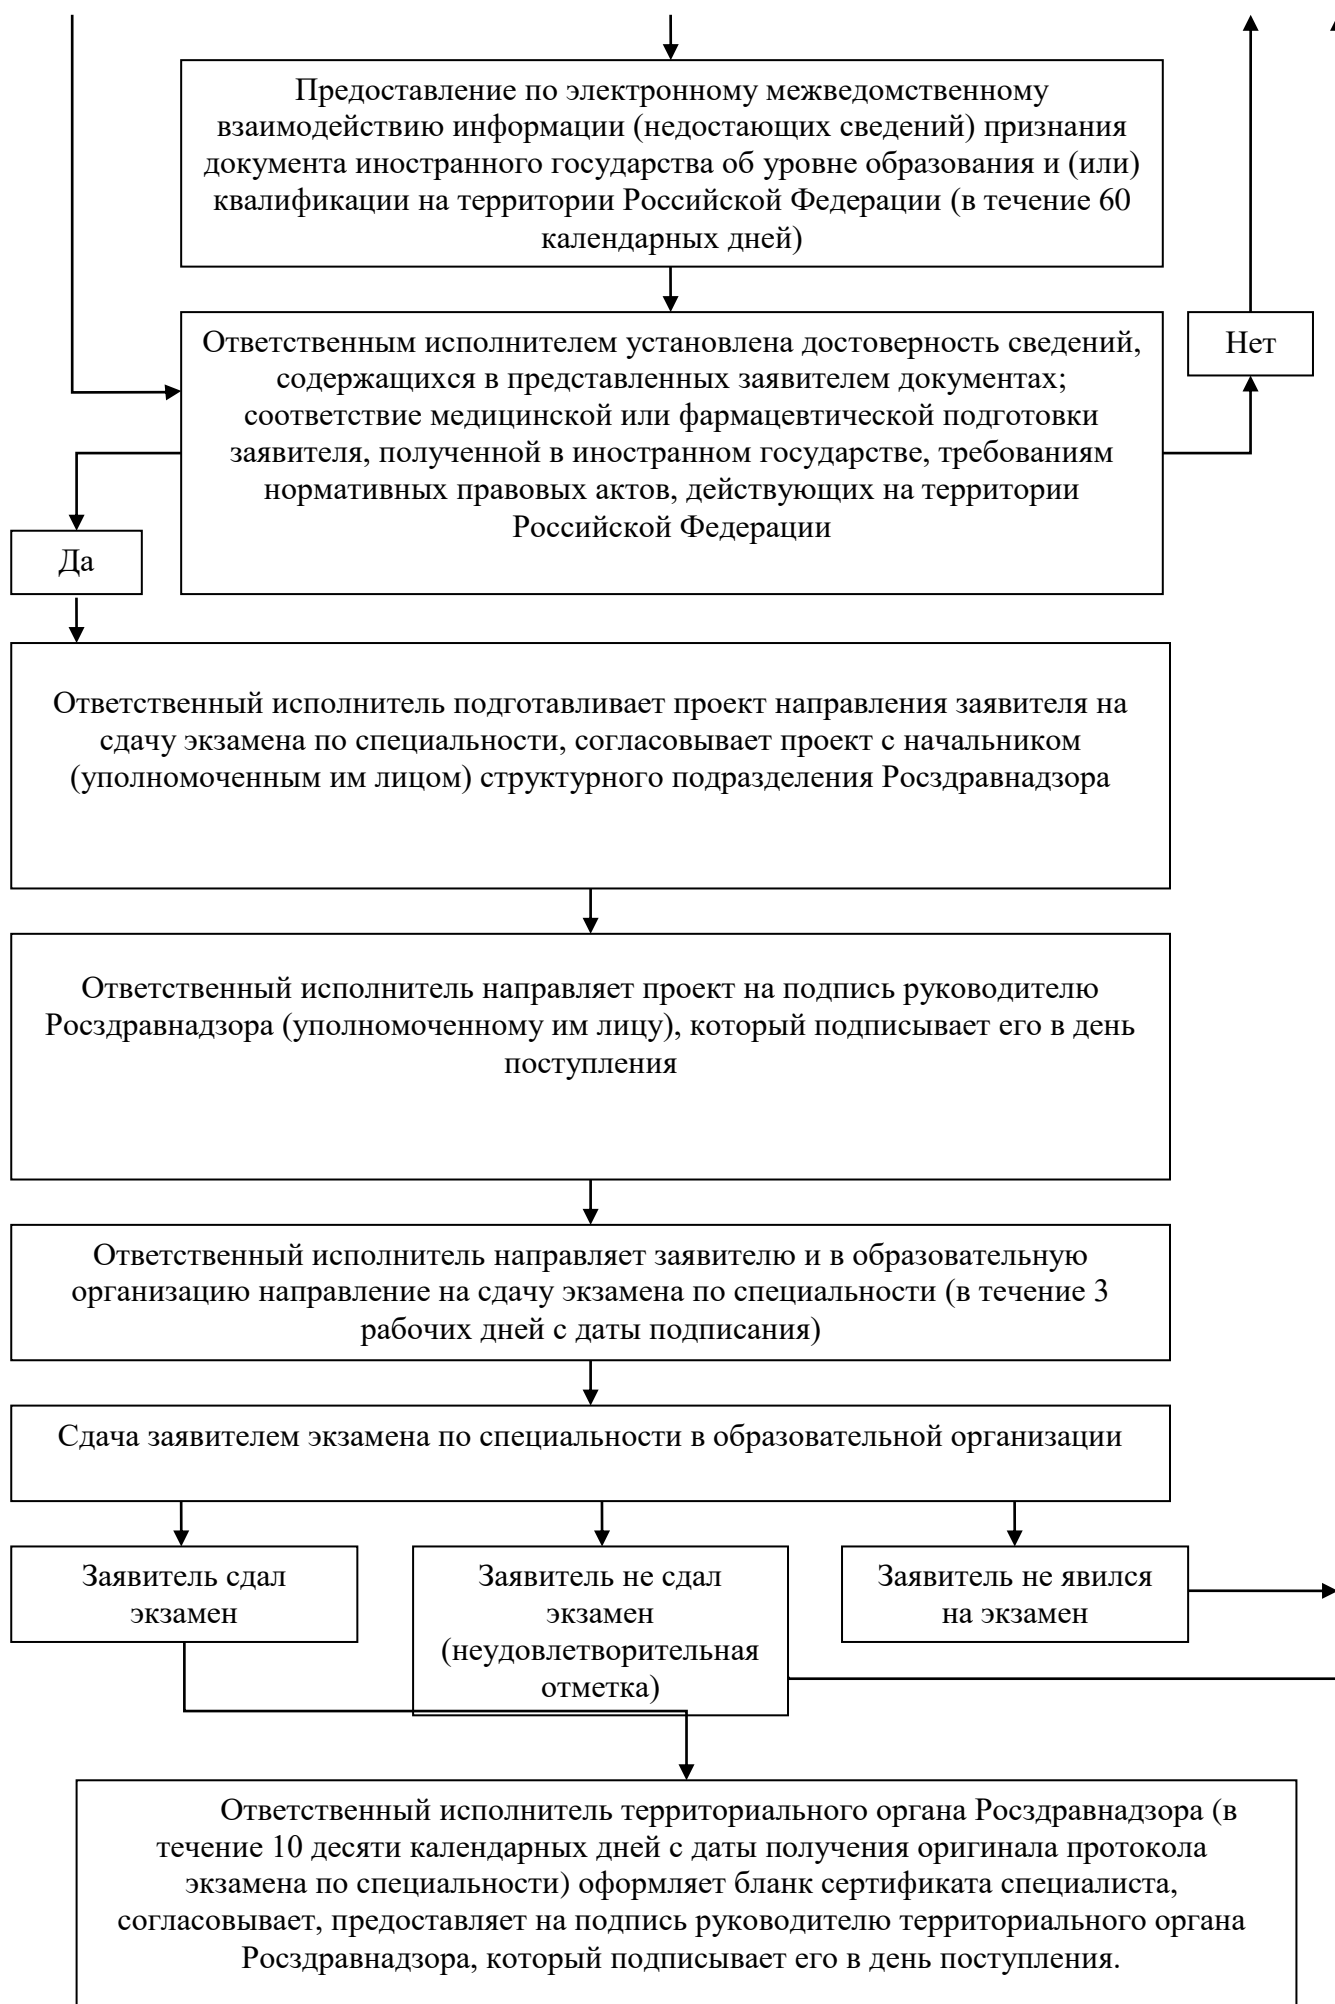 Предоставление по электронному межведомственному
взаимодействию информации (недостающих сведений) признания
документа иностранного государства об уровне образования и (или)
квалификации на территории Российской Федерации (в течение 60
календарных дней)
Ответственным исполнителем установлена достоверность сведений,
содержащихся в представленных заявителем документах;
соответствие медицинской или фармацевтической подготовки
заявителя, полученной в иностранном государстве, требованиям
нормативных правовых актов, действующих на территории
Российской Федерации
Нет
Да
Ответственный исполнитель подготавливает проект направления заявителя на
сдачу экзамена по специальности, согласовывает проект с начальником
(уполномоченным им лицом) структурного подразделения Росздравнадзора
Ответственный исполнитель направляет проект на подпись руководителю
Росздравнадзора (уполномоченному им лицу), который подписывает его в день
поступления
Ответственный исполнитель направляет заявителю и в образовательную
организацию направление на сдачу экзамена по специальности (в течение 3
рабочих дней с даты подписания)
Сдача заявителем экзамена по специальности в образовательной организации
Заявитель сдал
экзамен
Заявитель не сдал
экзамен
(неудовлетворительная
отметка)
Заявитель не явился
на экзамен
Ответственный исполнитель территориального органа Росздравнадзора (в
течение 10 десяти календарных дней с даты получения оригинала протокола
экзамена по специальности) оформляет бланк сертификата специалиста,
согласовывает, предоставляет на подпись руководителю территориального органа
Росздравнадзора, который подписывает его в день поступления.